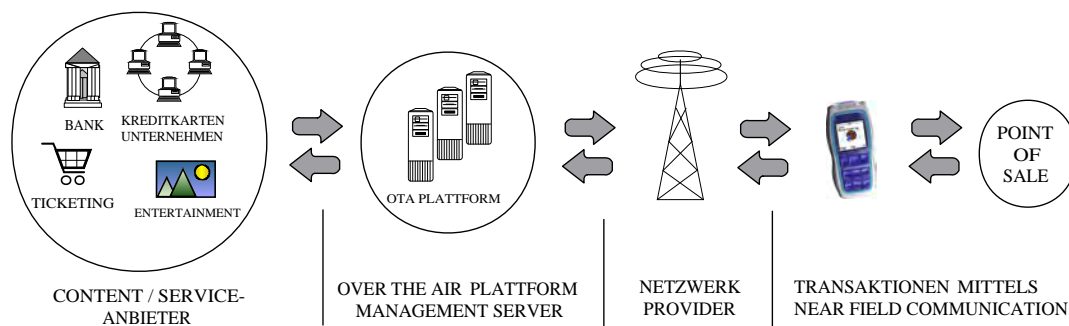 BANK
KREDITKARTEN
UNTERNEHMEN
TICKETING
ENTERTAINMENT
OTA PLATTFORM
POINT
OF
SALE
CONTENT / SERVICE-
ANBIETER
OVER THE AIR PLATTFORM
MANAGEMENT SERVER
NETZWERK
PROVIDER
TRANSAKTIONEN MITTELS
NEAR FIELD COMMUNICATION